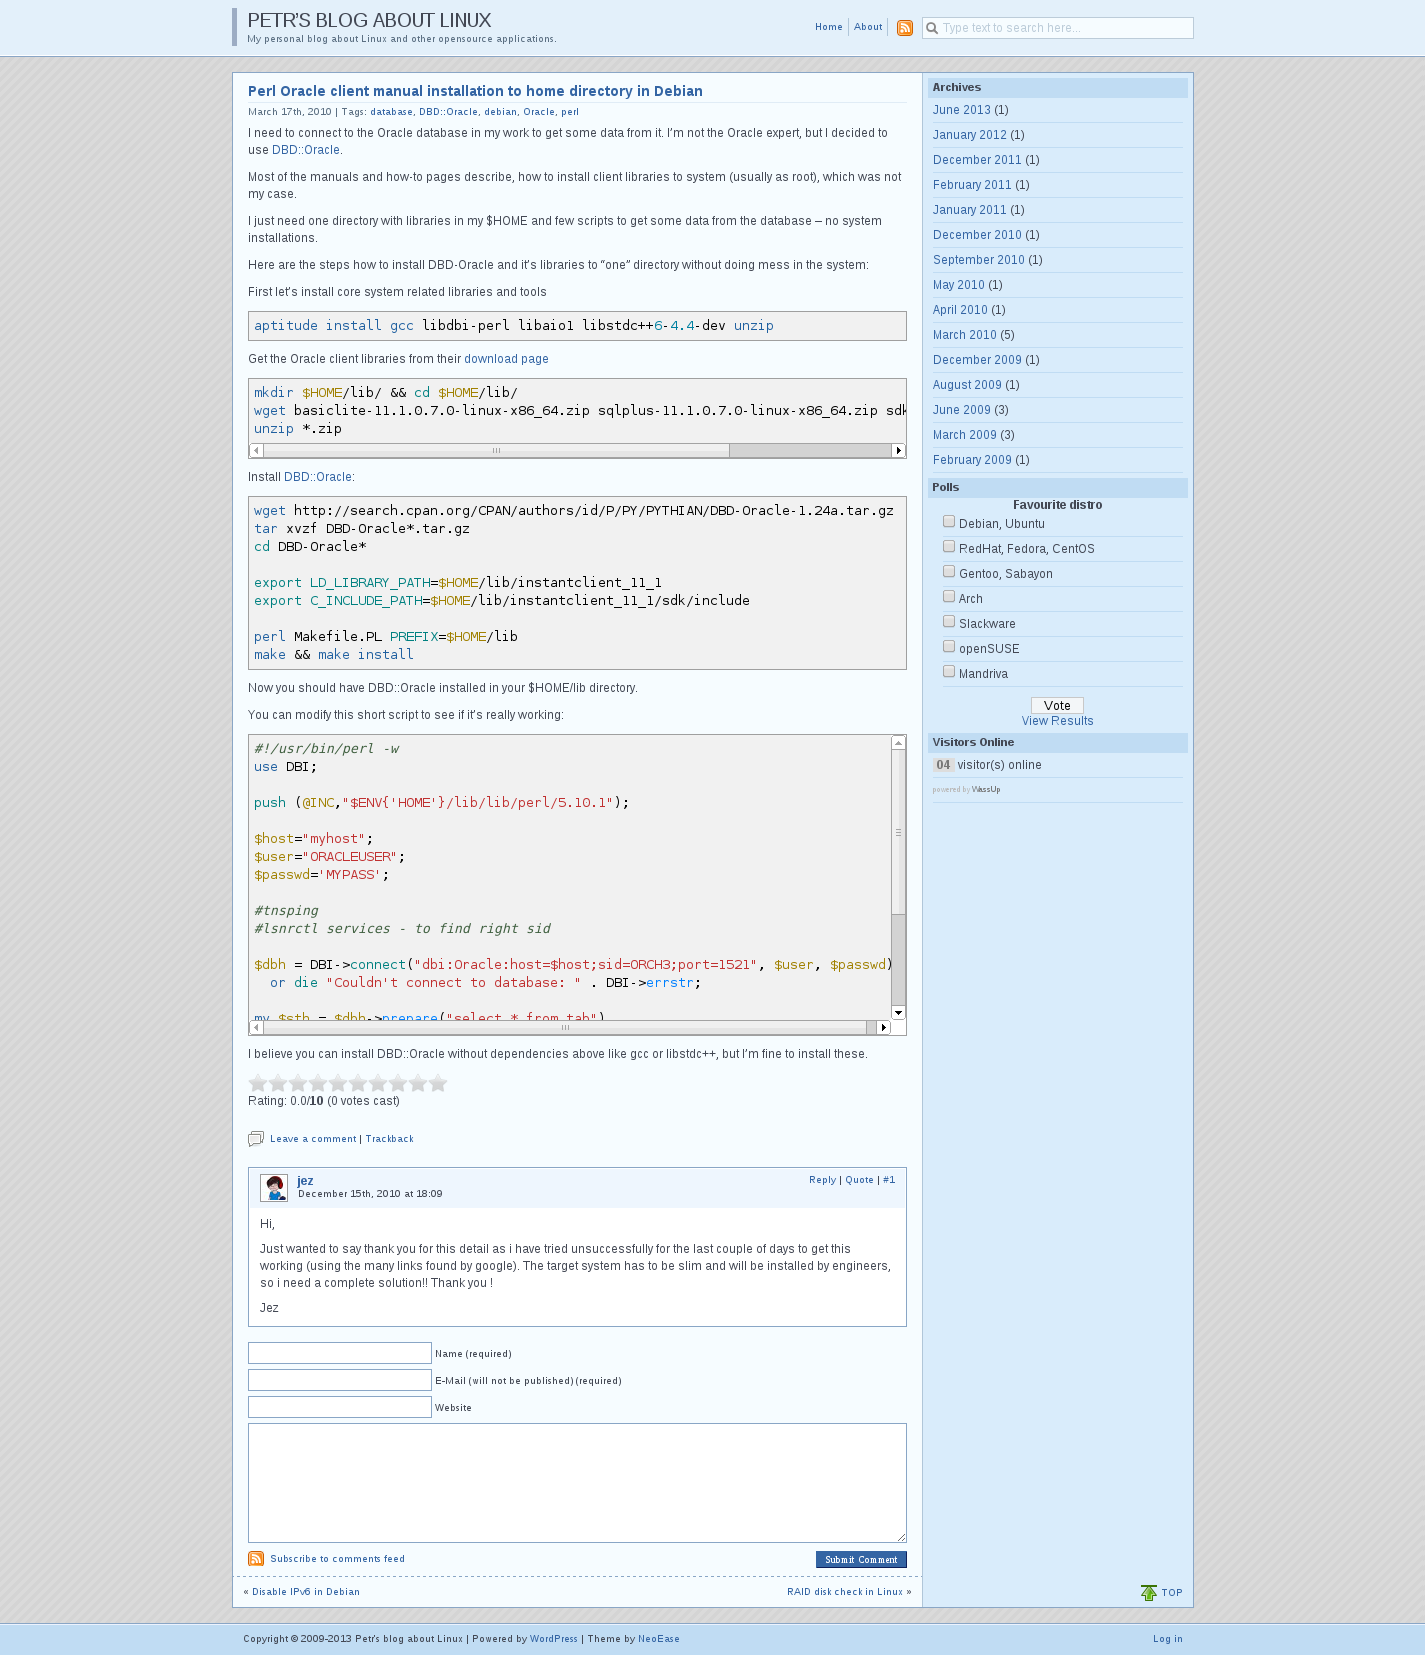 PETR'S BLOG ABOUT LINUX
My personal blog about Linux and other opensource applications.
Home
About
Type text to search here...
Perl Oracle client manual installation to home directory in Debian
March 17th, 2010 | Tags: database, DBD::Oracle, debian, Oracle, perl
I need to connect to the Oracle database in my work to get some data from it. I'm not the Oracle expert, but I decided to
use DBD::Oracle.
Most of the manuals and how-to pages describe, how to install client libraries to system (usually as root), which was not
my case.
I just need one directory with libraries in my $HOME and few scripts to get some data from the database – no system
installations.
Here are the steps how to install DBD-Oracle and it's libraries to “one” directory without doing mess in the system:
First let's install core system related libraries and tools
aptitude install gcc libdbi-perl libaio1 libstdc++6-4.4-dev unzip
Get the Oracle client libraries from their download page
mkdir $HOME/lib/ && cd $HOME/lib/
wget basiclite-11.1.0.7.0-linux-x86_64.zip sqlplus-11.1.0.7.0-linux-x86_64.zip sdk
unzip *.zip
Install DBD::Oracle:
wget http://search.cpan.org/CPAN/authors/id/P/PY/PYTHIAN/DBD-Oracle-1.24a.tar.gz
tar xvzf DBD-Oracle*.tar.gz
cd DBD-Oracle*
export LD_LIBRARY_PATH=$HOME/lib/instantclient_11_1
export C_INCLUDE_PATH=$HOME/lib/instantclient_11_1/sdk/include
perl Makefile.PL PREFIX=$HOME/lib
make && make install
Now you should have DBD::Oracle installed in your $HOME/lib directory.
You can modify this short script to see if it's really working:
#!/usr/bin/perl -w
use DBI;
push (@INC,"$ENV{'HOME'}/lib/lib/perl/5.10.1");
$host="myhost";
$user="ORACLEUSER";
$passwd='MYPASS';
#tnsping
#lsnrctl services - to find right sid
$dbh = DBI->connect("dbi:Oracle:host=$host;sid=ORCH3;port=1521", $user, $passwd)
or die "Couldn't connect to database: " . DBI->errstr;
my $sth = $dbh->prepare("select * from tab")
I believe you can install DBD::Oracle without dependencies above like gcc or libstdc++, but I'm fine to install these.
Rating: 0.0/10 (0 votes cast)
Leave a comment | Trackback
jez
December 15th, 2010 at 18:09
Reply | Quote | #1
Hi,
Just wanted to say thank you for this detail as i have tried unsuccessfully for the last couple of days to get this
working (using the many links found by google). The target system has to be slim and will be installed by engineers,
so i need a complete solution!! Thank you !
Jez
Name (required)
E-Mail (will not be published) (required)
Website
Subscribe to comments feed
Submit Comment
« Disable IPv6 in Debian
RAID disk check in Linux »
Archives
June 2013 (1)
January 2012 (1)
December 2011 (1)
February 2011 (1)
January 2011 (1)
December 2010 (1)
September 2010 (1)
May 2010 (1)
April 2010 (1)
March 2010 (5)
December 2009 (1)
August 2009 (1)
June 2009 (3)
March 2009 (3)
February 2009 (1)
Polls
Favourite distro
Debian, Ubuntu
RedHat, Fedora, CentOS
Gentoo, Sabayon
Arch
Slackware
openSUSE
Mandriva
Vote
View Results
Visitors Online
04 visitor(s) online
powered by WassUp
TOP
Copyright © 2009-2013 Petr's blog about Linux | Powered by WordPress | Theme by NeoEase
Log in